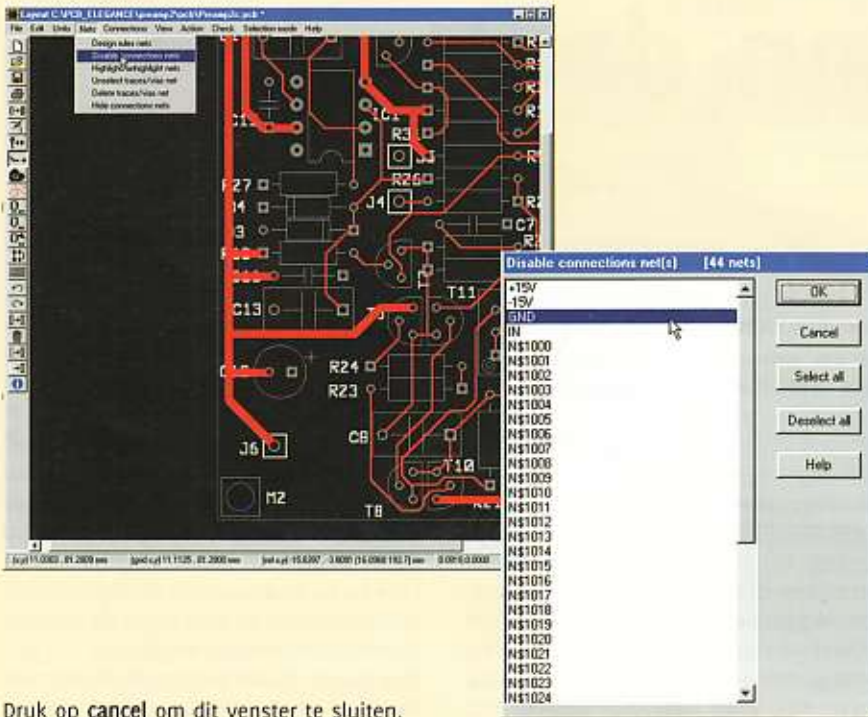 Layout C:\PCB_ELEGANCE\preamp2\pcb\Preamp2c.pcb *
File Edit Units Nets Connections View Action Check Selection mode Help
Design rules nets
Disable connections nets
Highlight/unhighlight nets
Unselect traces/vias net
Delete traces/vias net
Hide connections nets
IC1
R31
R26
J4
C7
R27
C13
T11
R24
R23
C8
J6
T10
M2
T8
Disable connections net(s) [44 nets]
+15V
-15V
GND
IN
N$1000
N$1001
N$1002
N$1003
N$1004
N$1005
N$1006
N$1007
N$1008
N$1009
N$1010
N$1011
N$1012
N$1013
N$1014
N$1015
N$1016
N$1017
N$1018
N$1019
N$1020
N$1021
N$1022
N$1023
N$1024
OK
Cancel
Select all
Deselect all
Help
Druk op cancel om dit venster te sluiten.